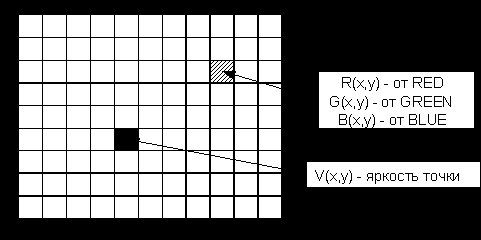 R(x,y) - от RED
G(x,y) - от GREEN
B(x,y) - от BLUE
V(x,y) - яркость точки